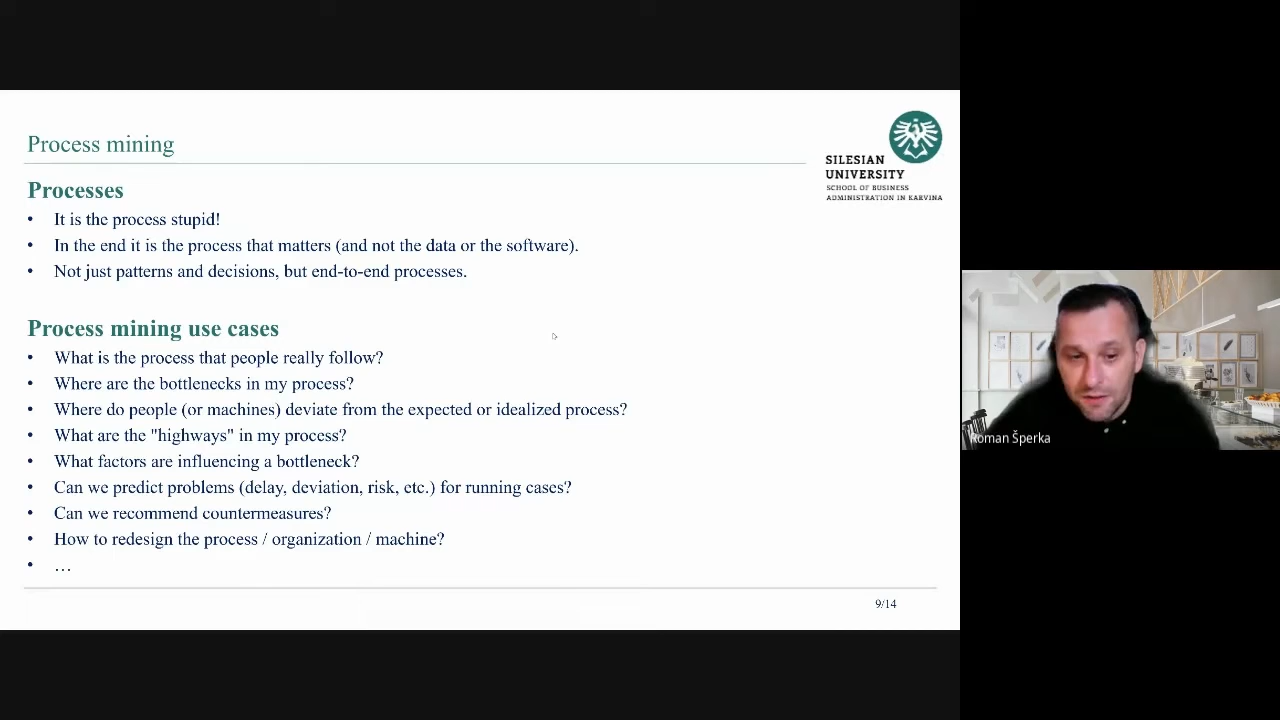 Process mining
SILESIAN
UNIVERSITY
SCHOOL OF BUSINESS
ADMINISTRATION IN KARVINA
Processes
• It is the process stupid!
• In the end it is the process that matters (and not the data or the software).
• Not just patterns and decisions, but end-to-end processes.
Process mining use cases
• What is the process that people really follow?
• Where are the bottlenecks in my process?
• Where do people (or machines) deviate from the expected or idealized process?
• What are the "highways" in my process?
• What factors are influencing a bottleneck?
• Can we predict problems (delay, deviation, risk, etc.) for running cases?
• Can we recommend countermeasures?
• How to redesign the process / organization / machine?
• …
9/14
Roman Šperka